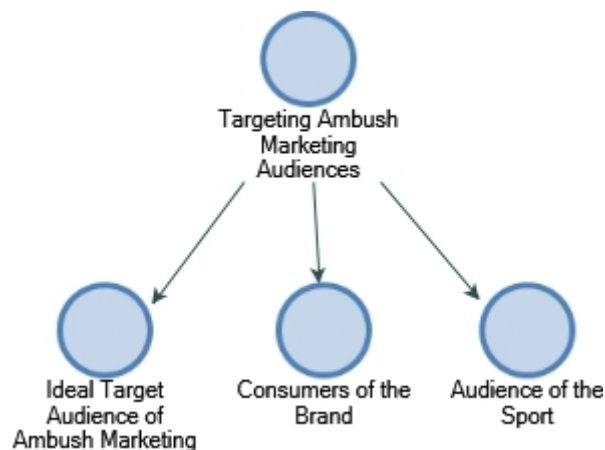 Targeting Ambush
Marketing
Audiences
Ideal Target
Audience of
Ambush Marketing
Consumers of the
Brand
Audience of the
Sport